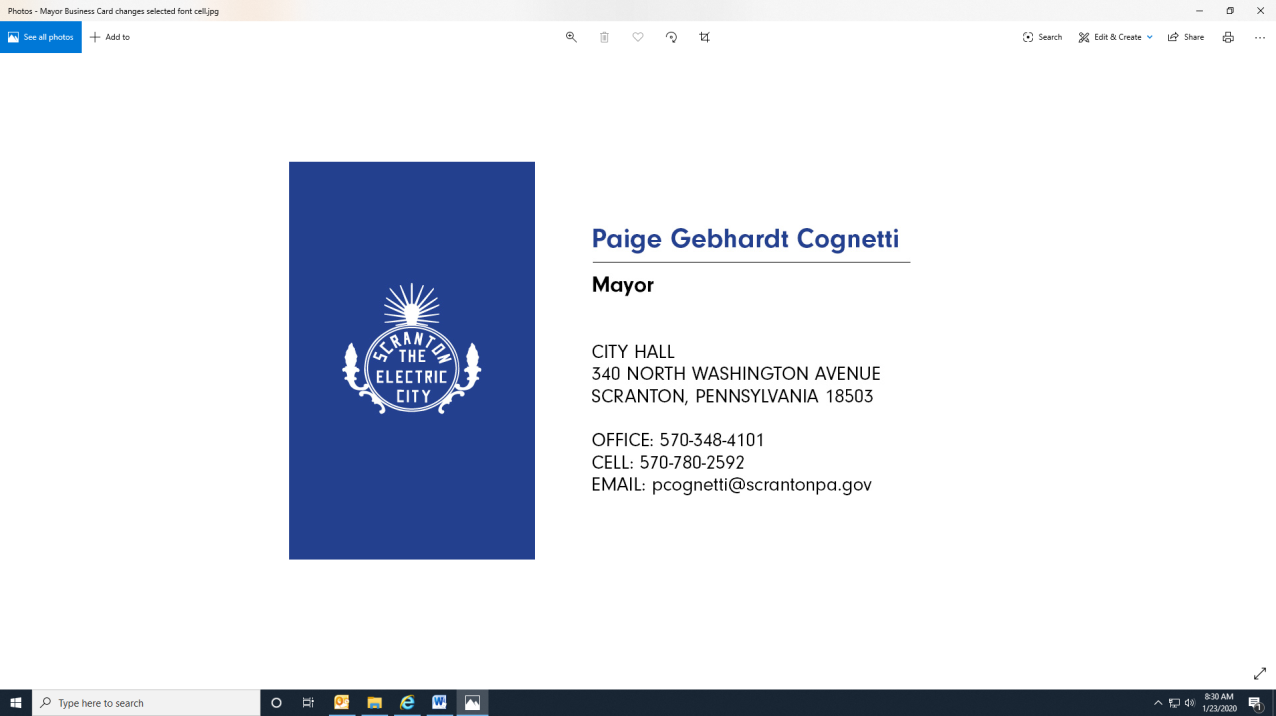 Photos - Mayor Business Card changes selected font cell.jpg
See all photos
Add to
Search
Edit & Create
Share
Paige Gebhardt Cognetti
Mayor
SCRANTON
THE
ELECTRIC
CITY
CITY HALL
340 NORTH WASHINGTON AVENUE
SCRANTON, PENNSYLVANIA 18503
OFFICE: 570-348-4101
CELL: 570-780-2592
EMAIL: pcognetti@scrantonpa.gov
Type here to search
8:30 AM
1/23/2020
1